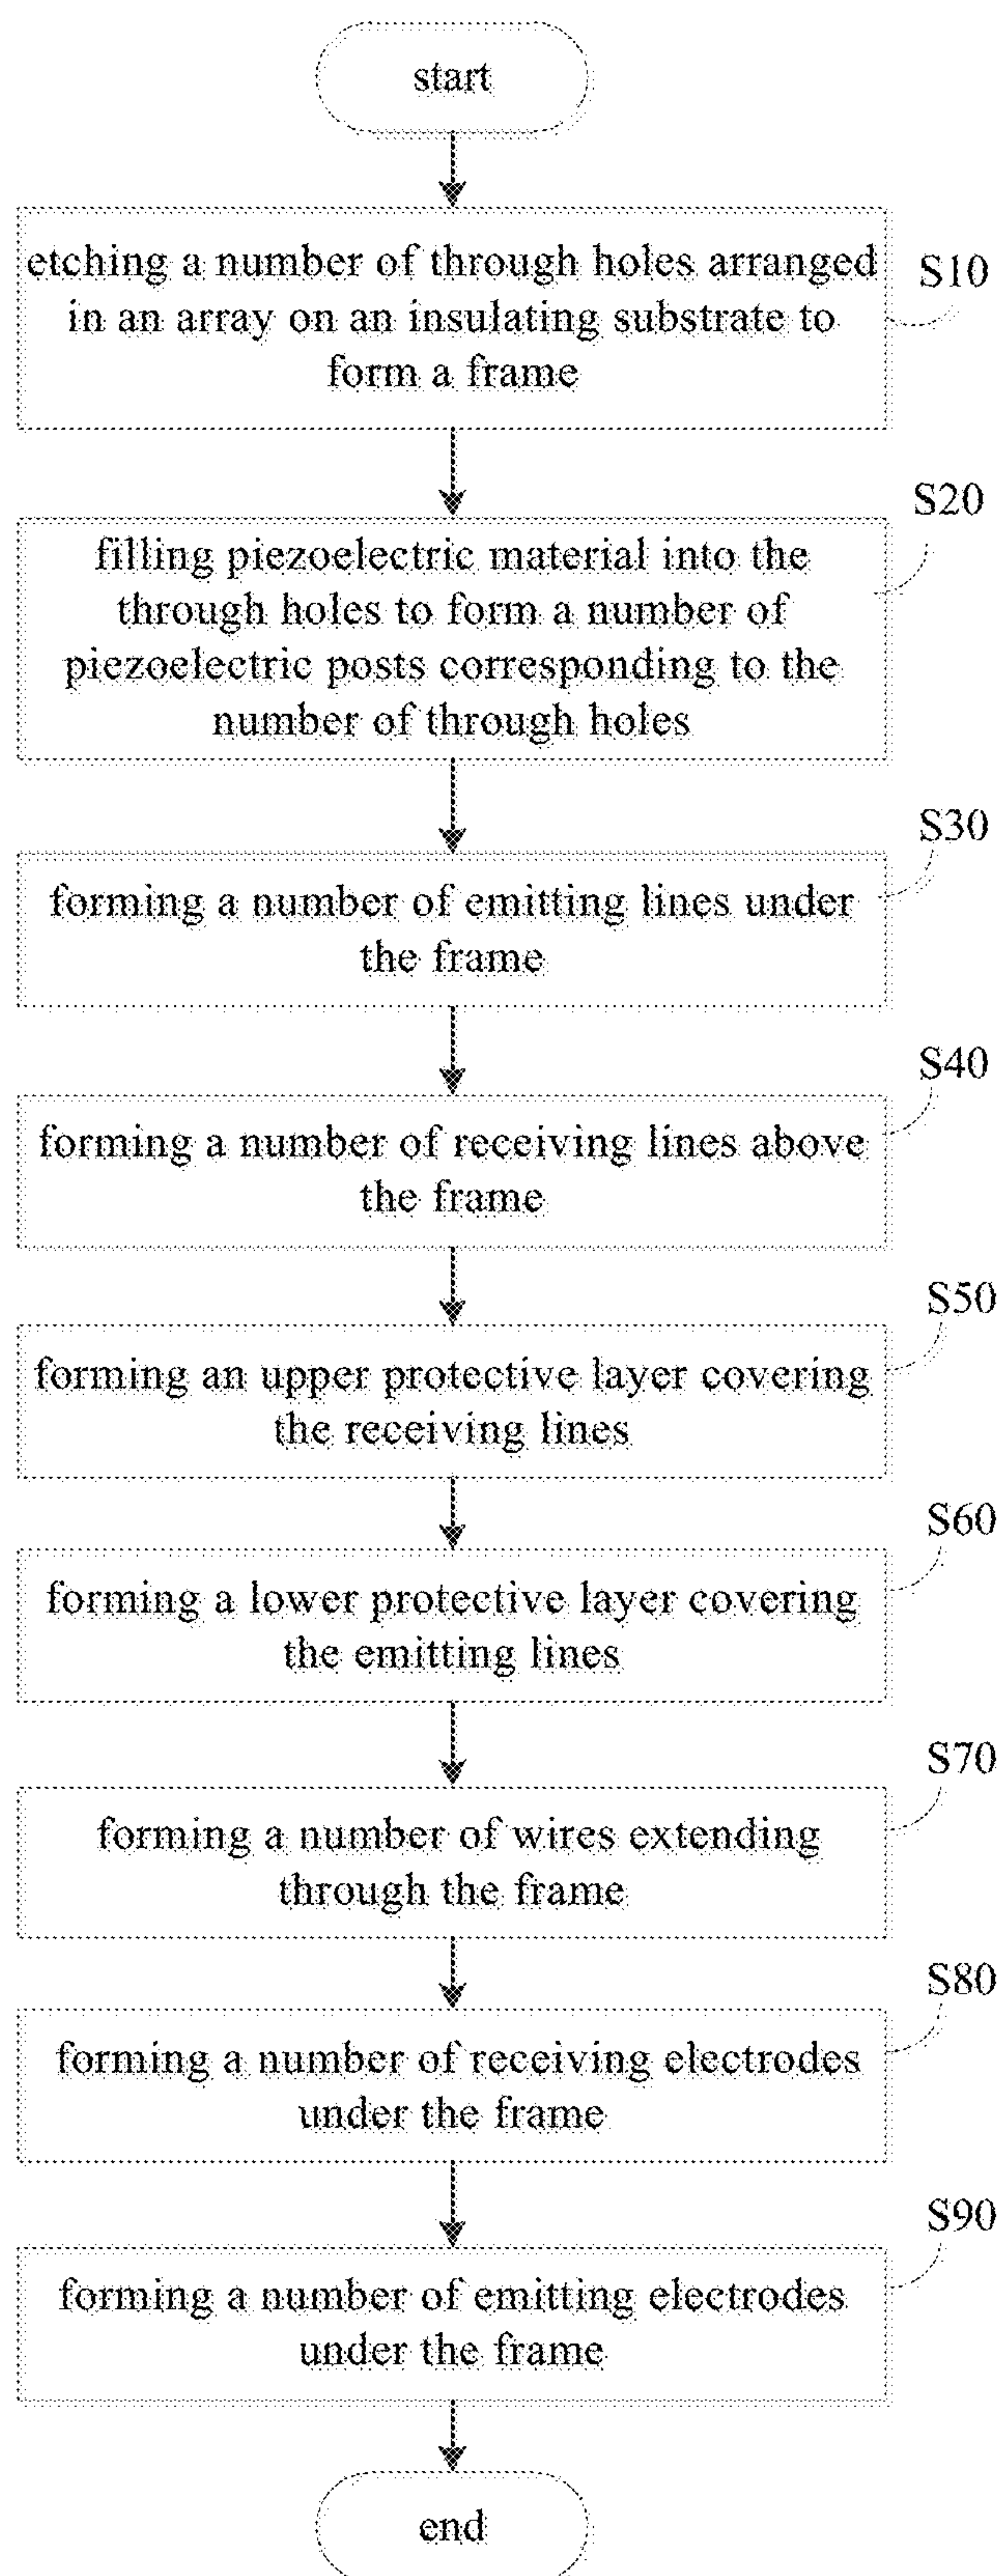 start
etching a number of through holes arranged
in an array on an insulating substrate to
form a frame
S10
filling piezoelectric material into the
through holes to form a number of
piezoelectric posts corresponding to the
number of through holes
S20
forming a number of emitting lines under
the frame
S30
forming a number of receiving lines above
the frame
S40
forming an upper protective layer covering
the receiving lines
S50
forming a lower protective layer covering
the emitting lines
S60
forming a number of wires extending
through the frame
S70
forming a number of receiving electrodes
under the frame
S80
forming a number of emitting electrodes
under the frame
S90
end